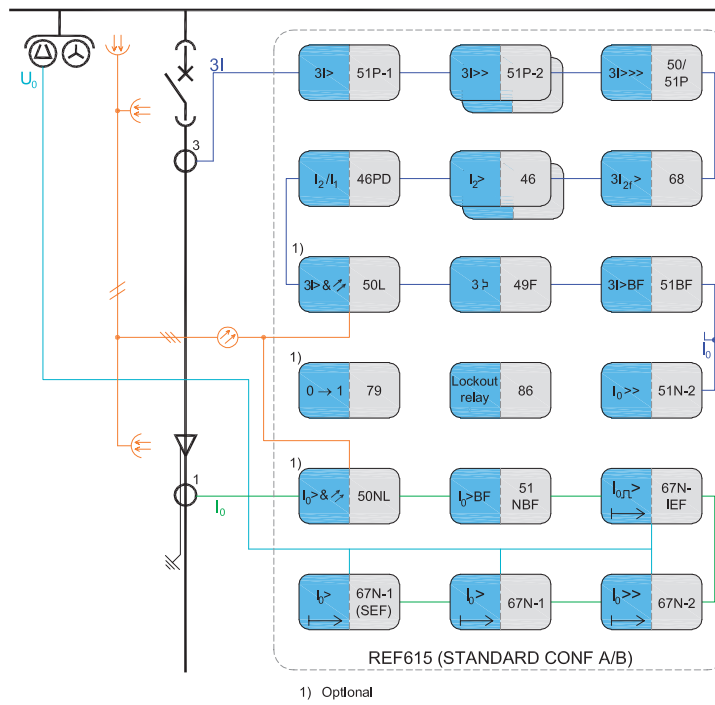 U₀
3I
3
3I> 51P-1
3I>> 51P-2
3I>>> 50/
51P
I₂/I₁ 46PD
I₂> 46
3I₂f> 68
1)
3I>& 50L
3 49F
3I>BF 51BF
I₀
1)
0 → 1 79
Lockout
relay 86
I₀>> 51N-2
1)
1
I₀
I₀>& 50NL
I₀>BF 51
NBF
I₀> 67N-
IEF
I₀> 67N-1
(SEF)
I₀> 67N-1
I₀>> 67N-2
REF615 (STANDARD CONF A/B)
1) Optional